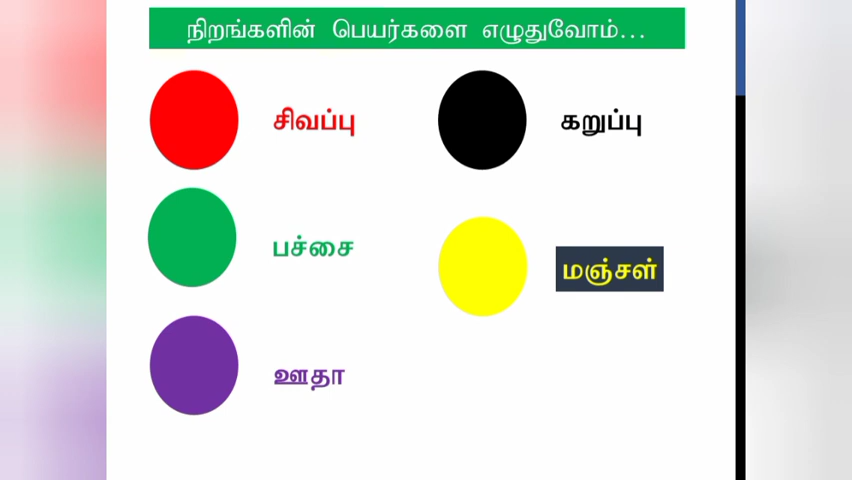 நிறங்களின் பெயர்களை எழுதுவோம்...
சிவப்பு
கறுப்பு
பச்சை
மஞ்சள்
ஊதா